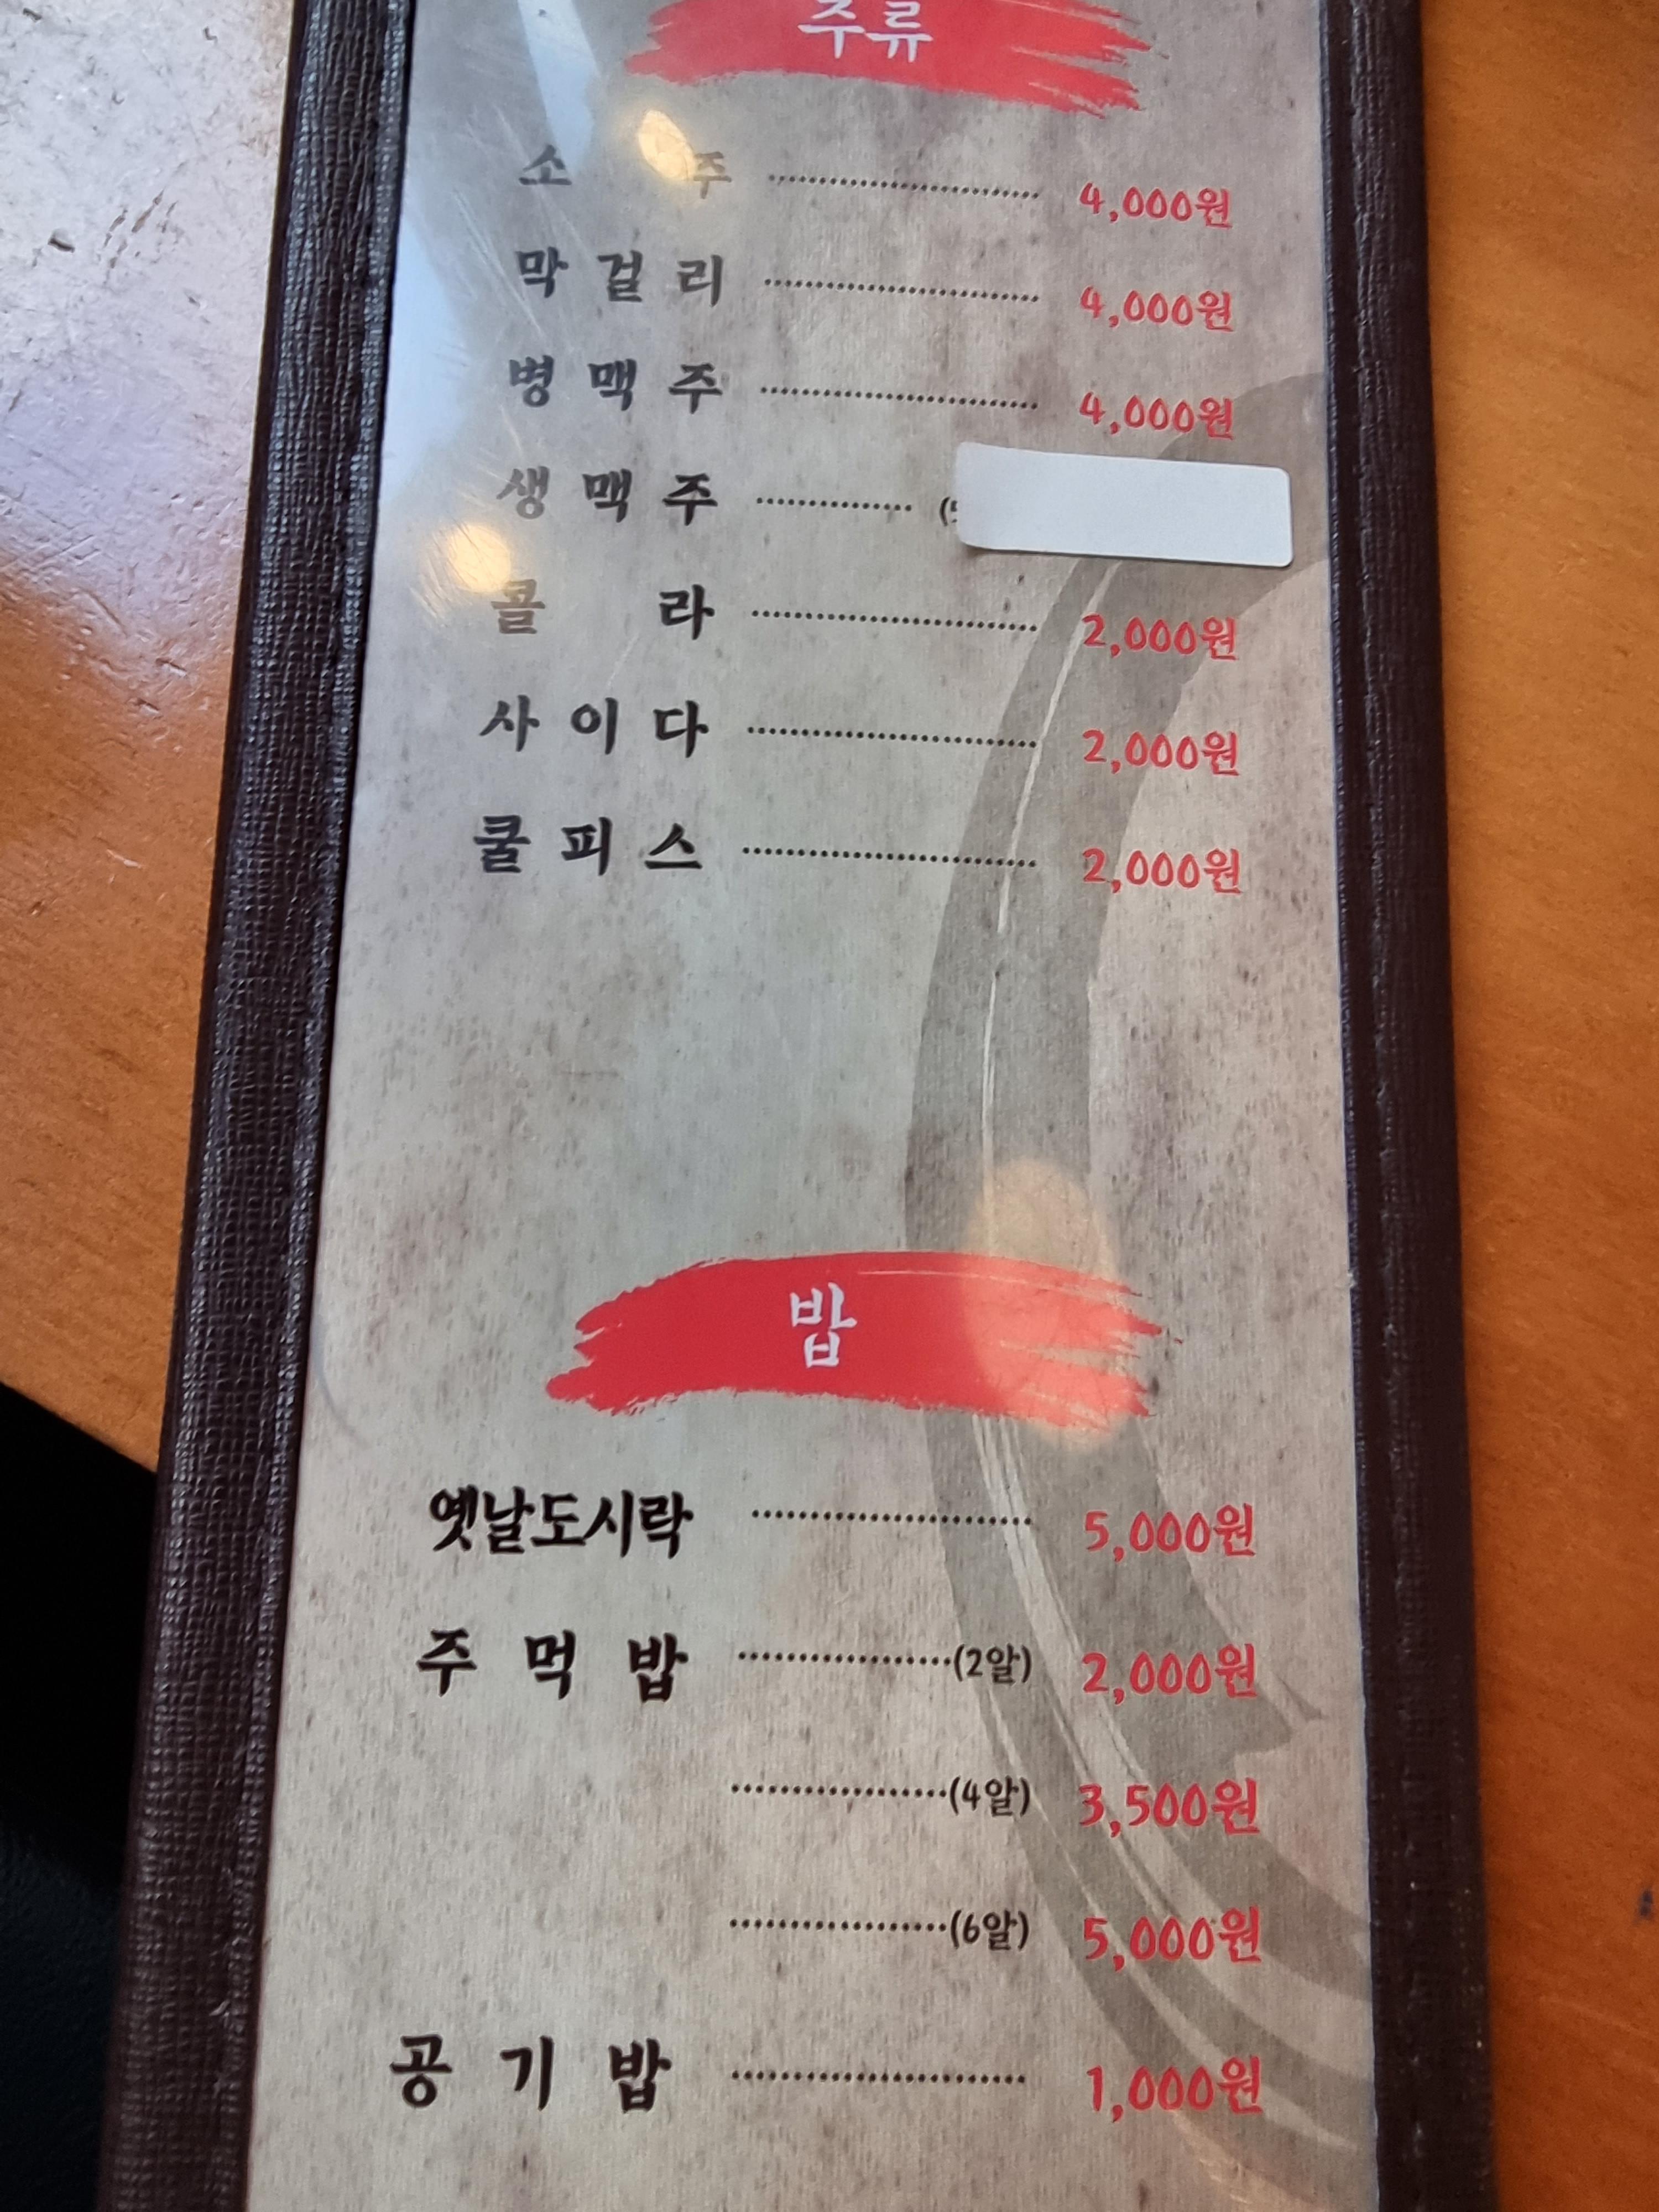 주류
소 주 4,000원
막 걸 리 4,000원
병 맥 주 4,000원
생 맥 주
콜 라 2,000원
사 이 다 2,000원
쿨 피 스 2,000원
밥
옛날도시락 5,000원
주 먹 밥 (2알) 2,000원
(4알) 3,500원
(6알) 5,000원
공 기 밥 1,000원